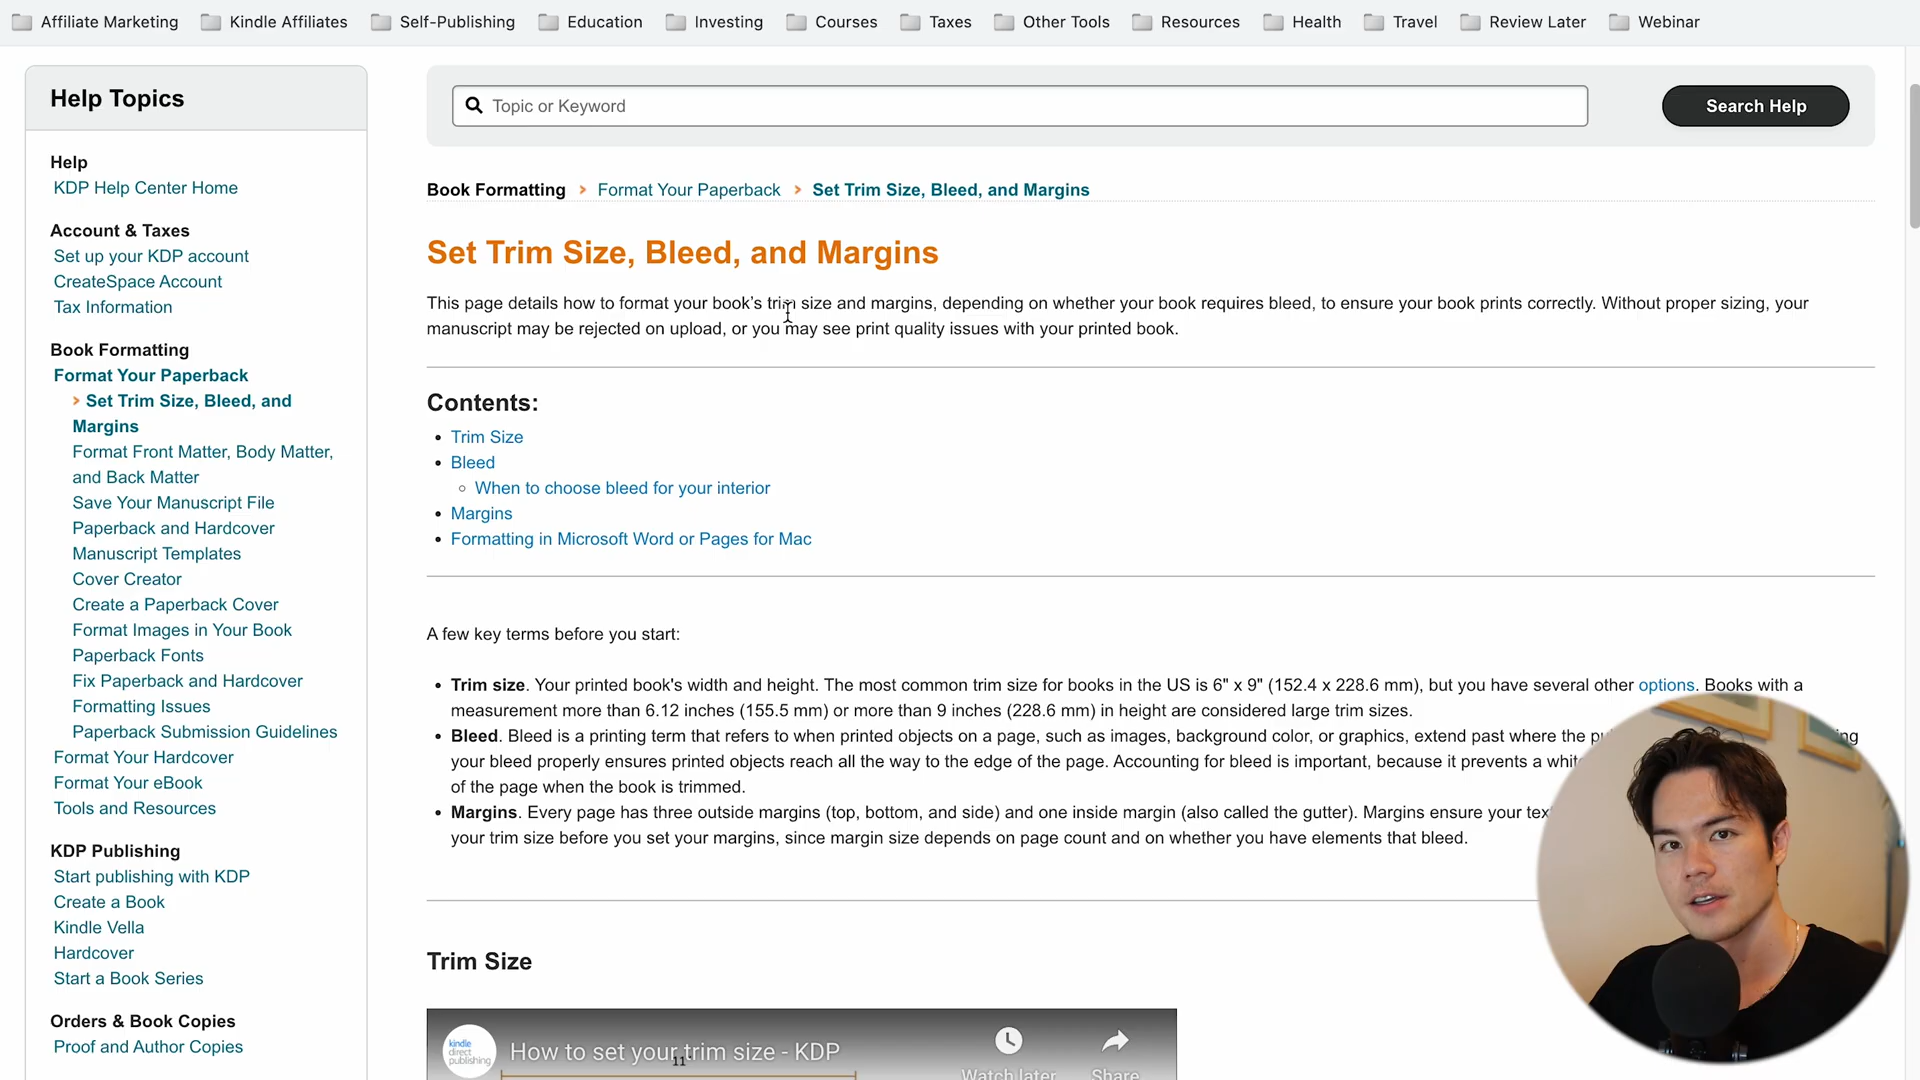 Affiliate Marketing Kindle Affiliates Self-Publishing Education Investing Courses Taxes Other Tools Resources Health Travel Review Later Webinar
Help Topics
Help
KDP Help Center Home
Account & Taxes
Set up your KDP account
CreateSpace Account
Tax Information
Book Formatting
Format Your Paperback
Set Trim Size, Bleed, and
Margins
Format Front Matter, Body Matter,
and Back Matter
Save Your Manuscript File
Paperback and Hardcover
Manuscript Templates
Cover Creator
Create a Paperback Cover
Format Images in Your Book
Paperback Fonts
Fix Paperback and Hardcover
Formatting Issues
Paperback Submission Guidelines
Format Your Hardcover
Format Your eBook
Tools and Resources
KDP Publishing
Start publishing with KDP
Create a Book
Kindle Vella
Hardcover
Start a Book Series
Orders & Book Copies
Proof and Author Copies
Topic or Keyword
Search Help
Book Formatting > Format Your Paperback > Set Trim Size, Bleed, and Margins
Set Trim Size, Bleed, and Margins
This page details how to format your book's trim size and margins, depending on whether your book requires bleed, to ensure your book prints correctly. Without proper sizing, your
manuscript may be rejected on upload, or you may see print quality issues with your printed book.
Contents:
Trim Size
Bleed
When to choose bleed for your interior
Margins
Formatting in Microsoft Word or Pages for Mac
A few key terms before you start:
Trim size. Your printed book's width and height. The most common trim size for books in the US is 6" x 9" (152.4 x 228.6 mm), but you have several other options. Books with a
measurement more than 6.12 inches (155.5 mm) or more than 9 inches (228.6 mm) in height are considered large trim sizes.
Bleed. Bleed is a printing term that refers to when printed objects on a page, such as images, background color, or graphics, extend past where the
your bleed properly ensures printed objects reach all the way to the edge of the page. Accounting for bleed is important, because it prevents a
of the page when the book is trimmed.
Margins. Every page has three outside margins (top, bottom, and side) and one inside margin (also called the gutter). Margins ensure your
your trim size before you set your margins, since margin size depends on page count and on whether you have elements that bleed.
Trim Size
kindle
direct
publishing
How to set your trim size - KDP
11"
Watch later
Share